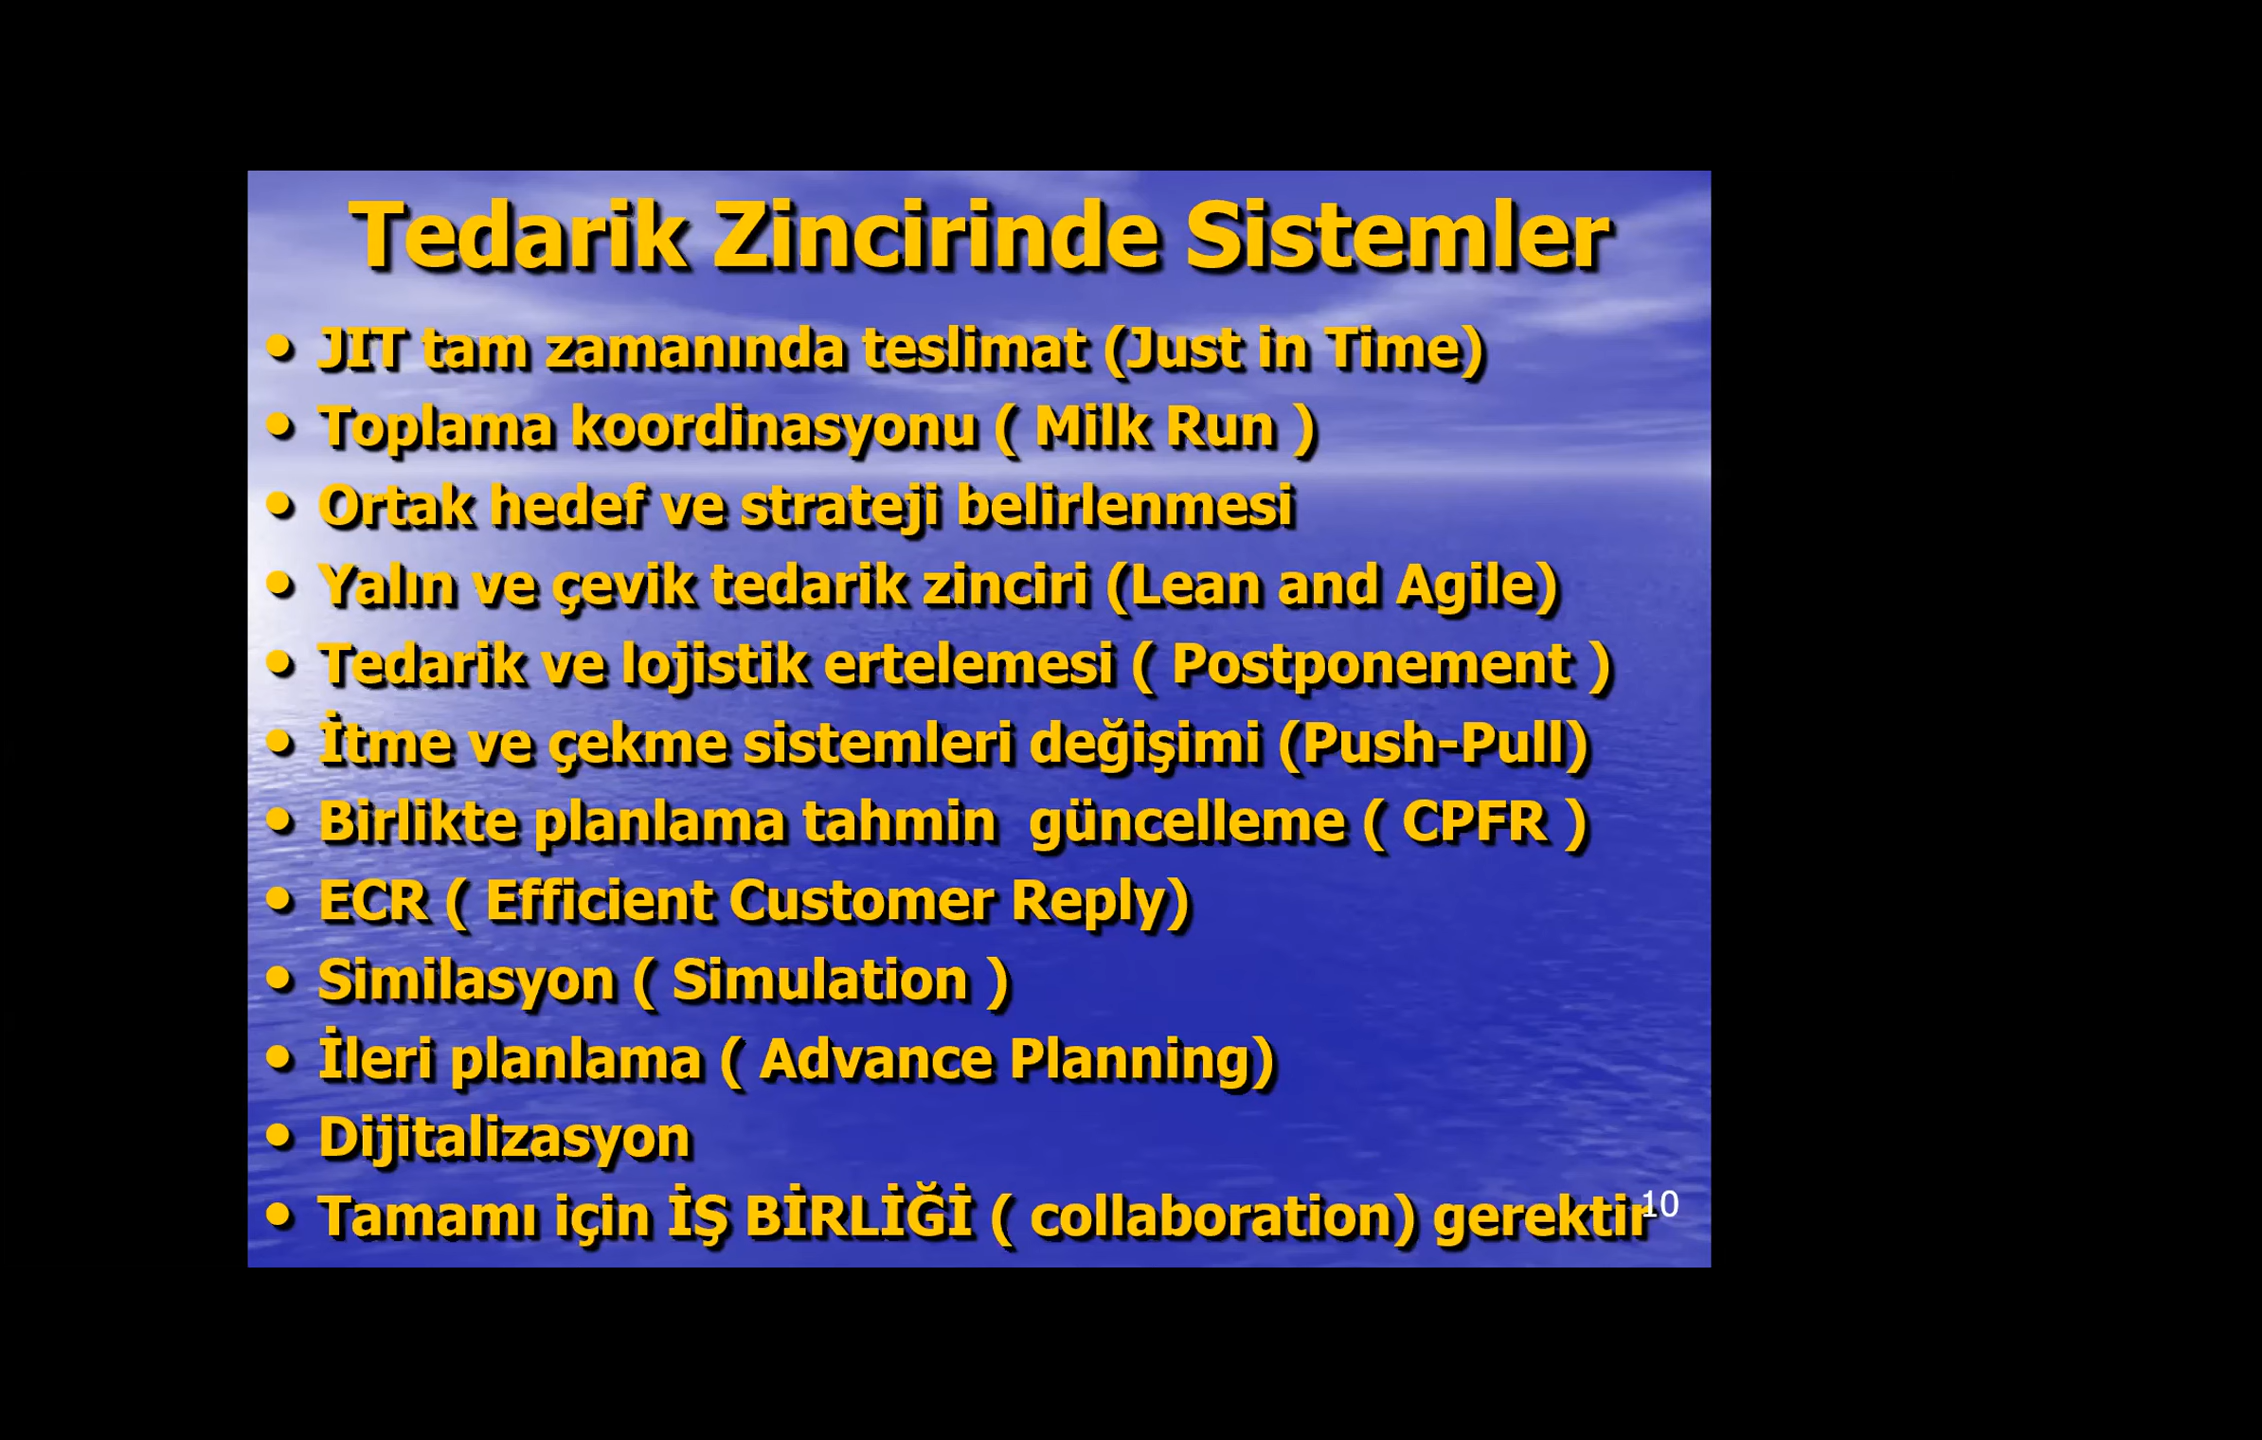 Tedarik Zincirinde Sistemler
• JIT tam zamanında teslimat (Just in Time)
• Toplama koordinasyonu ( Milk Run )
• Ortak hedef ve strateji belirlenmesi
• Yalın ve çevik tedarik zinciri (Lean and Agile)
• Tedarik ve lojistik ertelemesi ( Postponement )
• İtme ve çekme sistemleri değişimi (Push-Pull)
• Birlikte planlama tahmin  güncelleme ( CPFR )
• ECR ( Efficient Customer Reply)
• Similasyon ( Simulation )
• İleri planlama ( Advance Planning)
• Dijitalizasyon
• Tamamı için İŞ BİRLİĞİ ( collaboration) gerektir
10